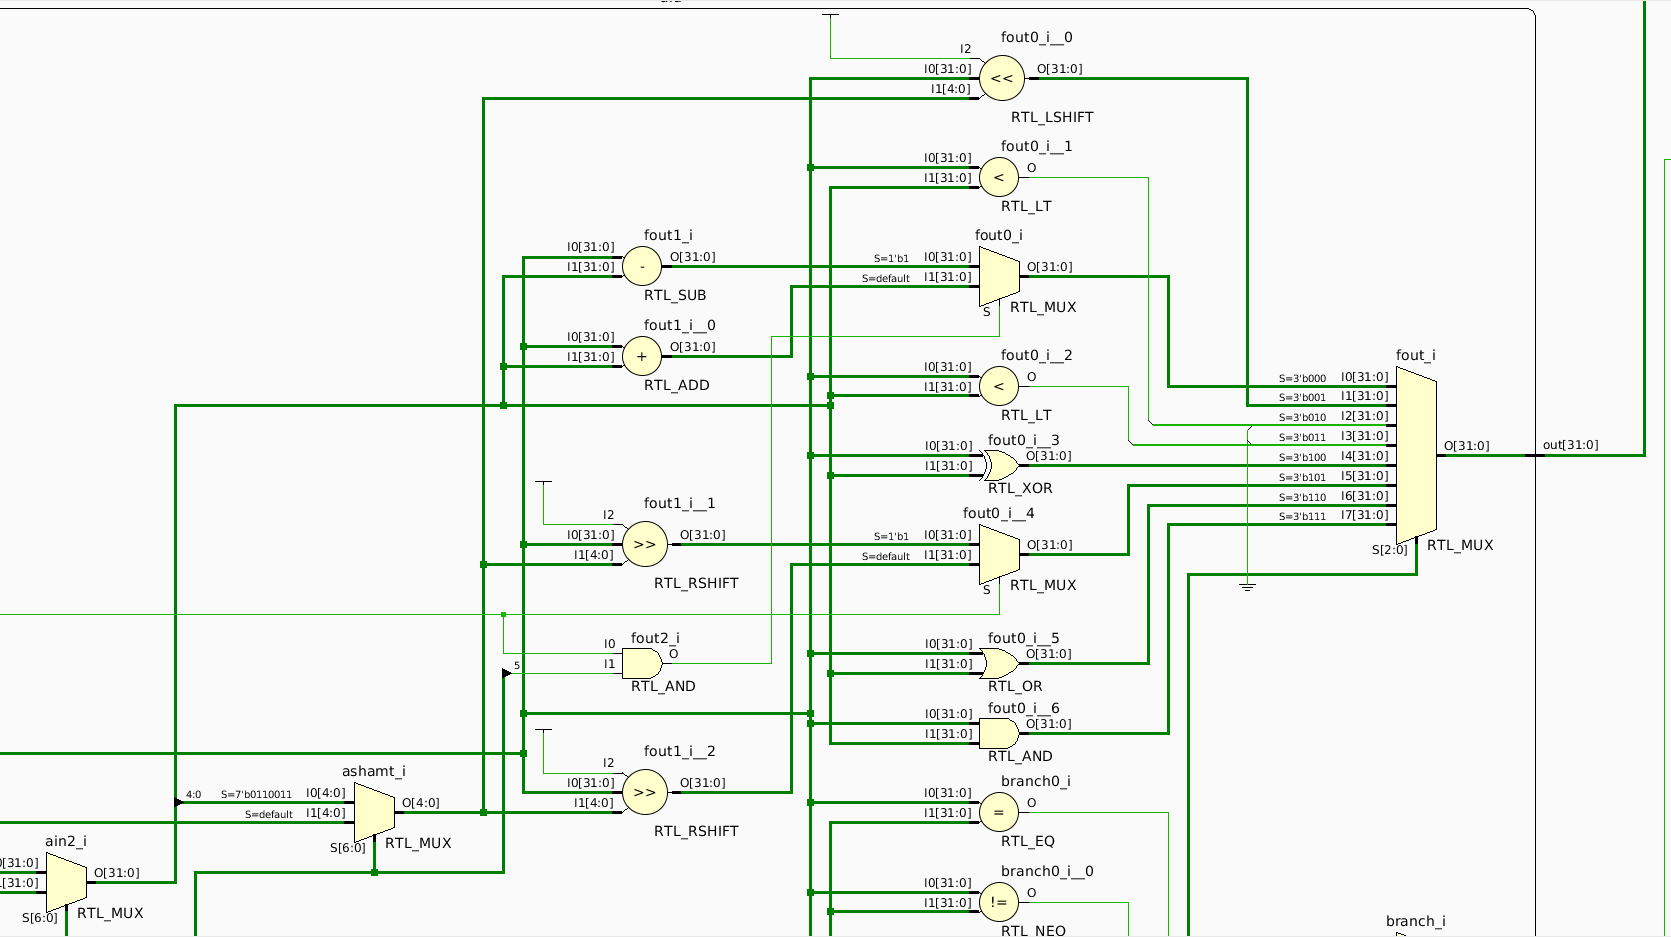 fout0_i__0
I2
I0[31:0]
O[31:0]
<<
I1[4:0]
RTL_LSHIFT
fout0_i__1
I0[31:0]
O
I1[31:0]
<
RTL_LT
fout1_i
I0[31:0]
O[31:0]
I1[31:0]
-
RTL_SUB
fout0_i
S=1'b1
I0[31:0]
O[31:0]
S=default
I1[31:0]
S
RTL_MUX
fout1_i__0
I0[31:0]
O[31:0]
I1[31:0]
+
RTL_ADD
fout0_i__2
I0[31:0]
O
I1[31:0]
<
RTL_LT
fout_i
S=3'b000
I0[31:0]
S=3'b001
I1[31:0]
S=3'b010
I2[31:0]
S=3'b011
I3[31:0]
S=3'b100
I4[31:0]
S=3'b101
I5[31:0]
S=3'b110
I6[31:0]
S=3'b111
I7[31:0]
O[31:0]
out[31:0]
S[2:0]
RTL_MUX
fout0_i__3
I0[31:0]
O[31:0]
I1[31:0]
RTL_XOR
fout1_i__1
I2
I0[31:0]
O[31:0]
I1[4:0]
>>
RTL_RSHIFT
fout0_i__4
S=1'b1
I0[31:0]
O[31:0]
S=default
I1[31:0]
S
RTL_MUX
fout2_i
I0
O
5
I1
RTL_AND
fout0_i__5
I0[31:0]
O[31:0]
I1[31:0]
RTL_OR
fout0_i__6
I0[31:0]
O[31:0]
I1[31:0]
RTL_AND
fout1_i__2
I2
I0[31:0]
O[31:0]
I1[4:0]
>>
RTL_RSHIFT
ashamt_i
4:0
S=7'b0110011
I0[4:0]
O[4:0]
S=default
I1[4:0]
S[6:0]
RTL_MUX
branch0_i
I0[31:0]
O
I1[31:0]
=
RTL_EQ
ain2_i
[31:0]
O[31:0]
[31:0]
S[6:0]
RTL_MUX
branch0_i__0
I0[31:0]
O
I1[31:0]
!=
RTL_NEQ
branch_i